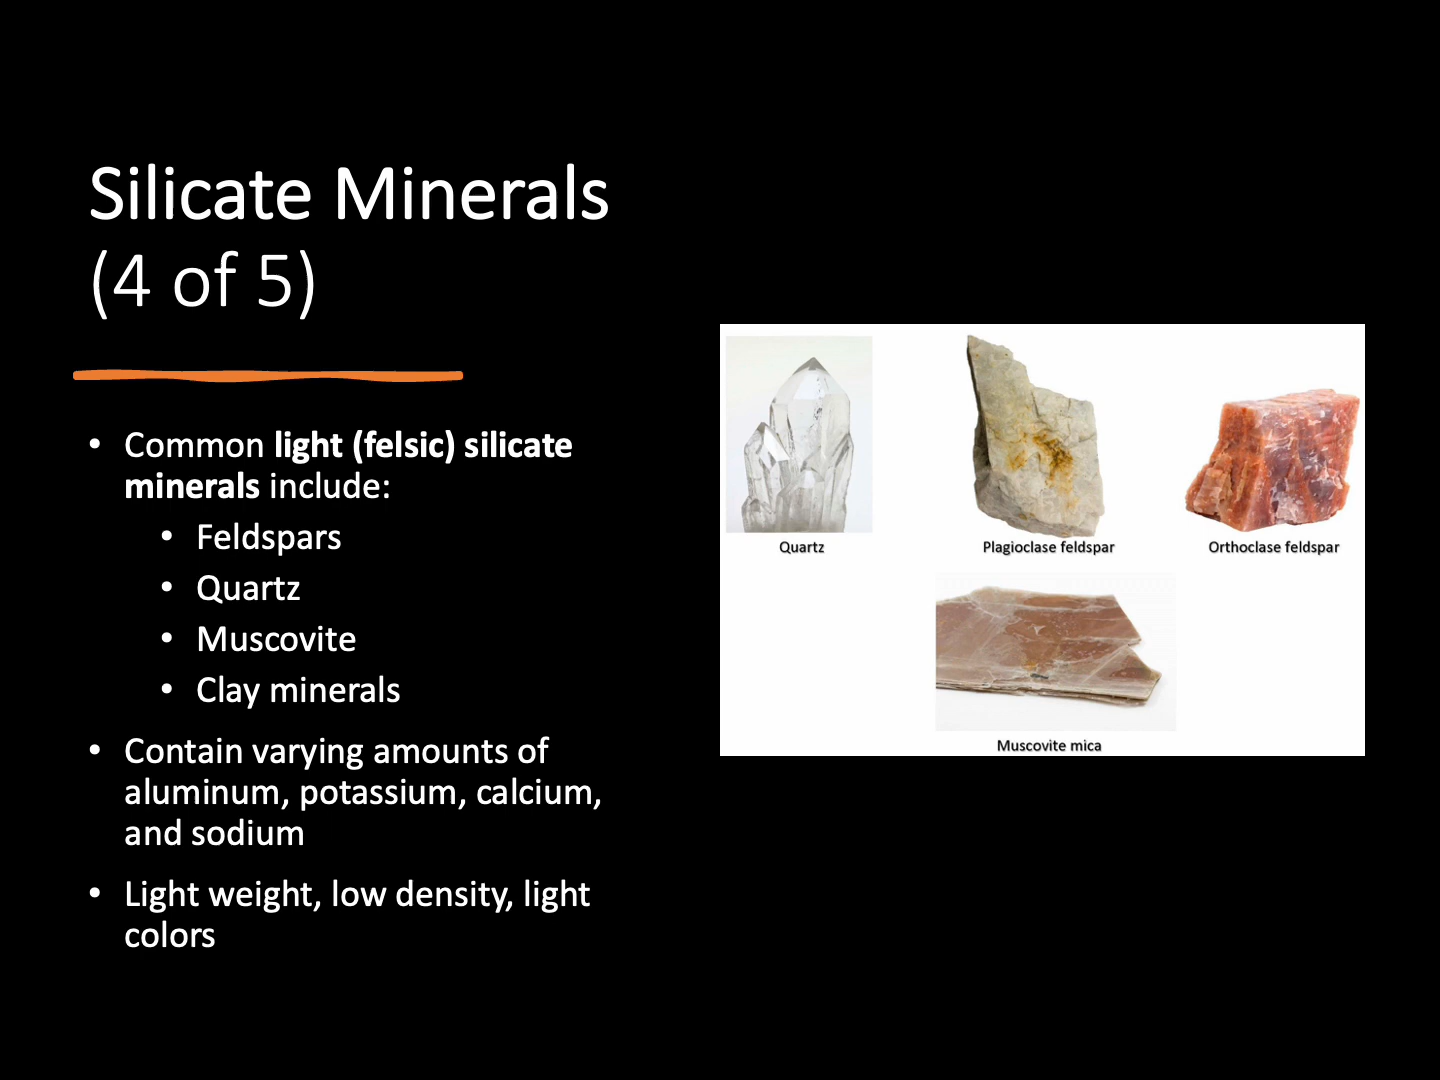 Silicate Minerals
(4 of 5)
• Common light (felsic) silicate
minerals include:
• Feldspars
• Quartz
• Muscovite
• Clay minerals
• Contain varying amounts of
aluminum, potassium, calcium,
and sodium
• Light weight, low density, light
colors
Quartz
Plagioclase feldspar
Orthoclase feldspar
Muscovite mica